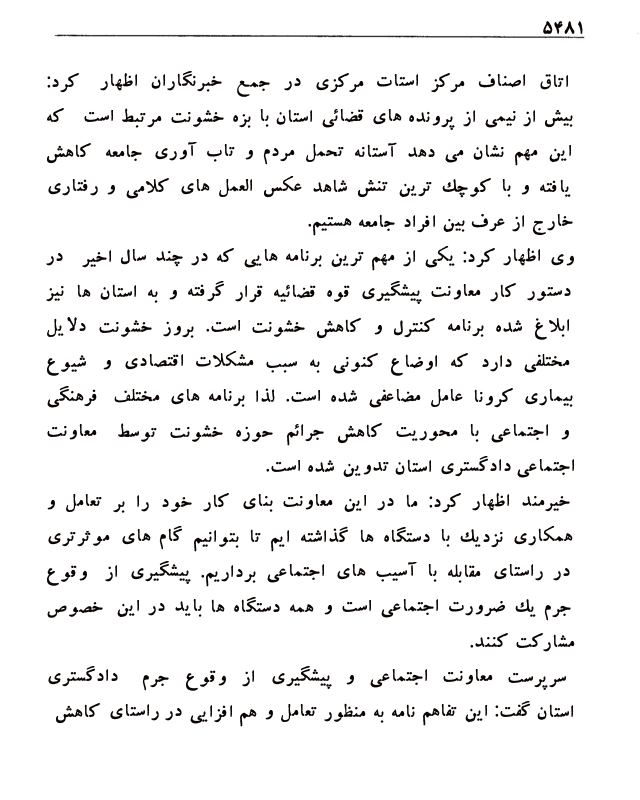 ۵۴۸۱
اتاق اصناف مرکز استات مرکزی در جمع خبرنگاران اظهار کرد:
بیش از نیمی از پرونده های قضائی استان با بزه خشونت مرتبط است که
این مهم نشان می دهد آستانه تحمل مردم و تاب آوری جامعه کاهش
یافته و با کوچك ترین تنش شاهد عکس العمل های کلامی و رفتاری
خارج از عرف بین افراد جامعه هستیم.
وی اظهار کرد: یکی از مهم ترین برنامه هایی که در چند سال اخیر در
دستور کار معاونت پیشگیری قوه قضائیه قرار گرفته و به استان ها نیز
ابلاغ شده برنامه کنترل و کاهش خشونت است. بروز خشونت دلایل
مختلفی دارد که اوضاع کنونی به سبب مشکلات اقتصادی و شیوع
بیماری کرونا عامل مضاعفی شده است. لذا برنامه های مختلف فرهنگی
و اجتماعی با محوریت کاهش جرائم حوزه خشونت توسط معاونت
اجتماعی دادگستری استان تدوین شده است.
خیرمند اظهار کرد: ما در این معاونت بنای کار خود را بر تعامل و
همکاری نزدیك با دستگاه ها گذاشته ایم تا بتوانیم گام های موثرتری
در راستای مقابله با آسیب های اجتماعی برداریم. پیشگیری از وقوع
جرم یك ضرورت اجتماعی است و همه دستگاه ها باید در این خصوص
مشارکت کنند.
سرپرست معاونت اجتماعی و پیشگیری از وقوع جرم دادگستری
استان گفت: این تفاهم نامه به منظور تعامل و هم افزایی در راستای کاهش